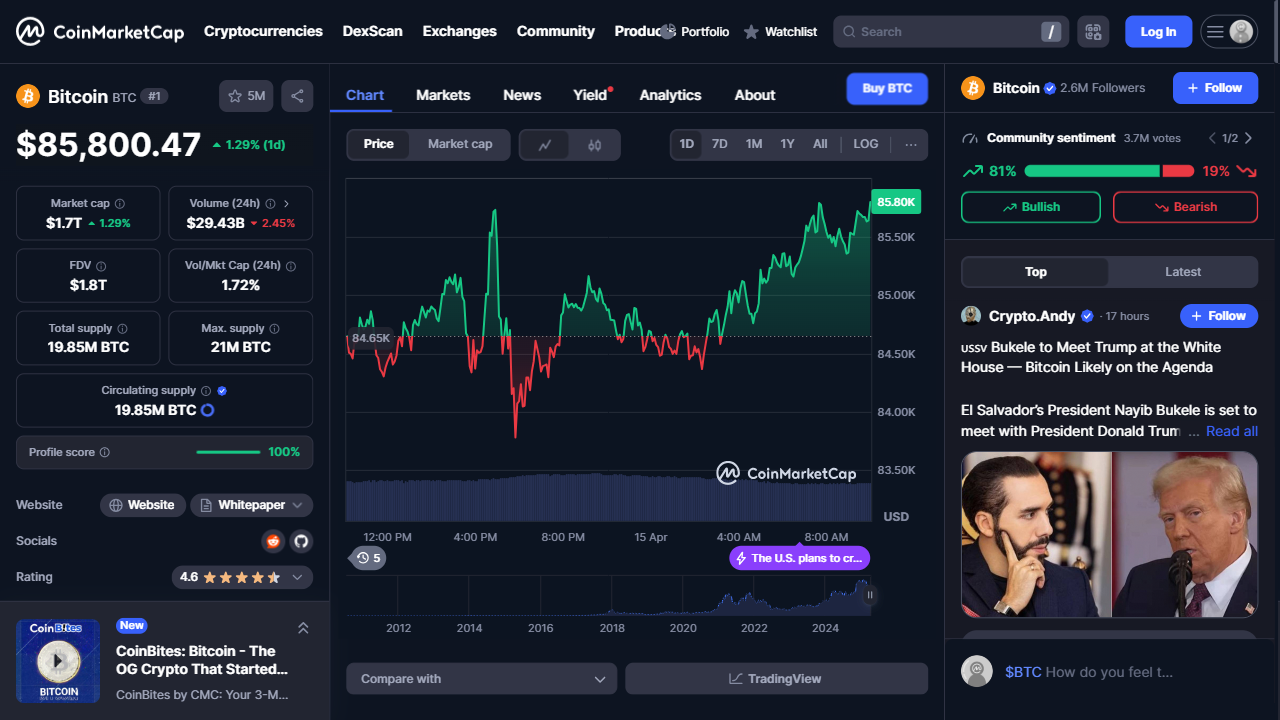 CoinMarketCap
Cryptocurrencies DexScan Exchanges Community Products Portfolio Watchlist Search / Log In
Bitcoin BTC #1 5M
$85,800.47 1.29% (1d)
Market cap
$1.7T 1.29%
Volume (24h)
$29.43B 2.45%
FDV
$1.8T
Vol/Mkt Cap (24h)
1.72%
Total supply
19.85M BTC
Max. supply
21M BTC
Circulating supply
19.85M BTC
Profile score 100%
Website Website Whitepaper
Socials
Rating 4.6
CoinBites
BITCOIN
New
CoinBites: Bitcoin - The
OG Crypto That Started...
CoinBites by CMC: Your 3-M...
Chart Markets News Yield Analytics About Buy BTC
Price Market cap 1D 7D 1M 1Y All LOG ...
85.80K
85.50K
85.00K
84.65K
84.50K
84.00K
83.50K
CoinMarketCap
USD
12:00 PM 4:00 PM 8:00 PM 15 Apr 4:00 AM 8:00 AM
5 The U.S. plans to cr...
2012 2014 2016 2018 2020 2022 2024
Compare with TradingView
Bitcoin 2.6M Followers + Follow
Community sentiment 3.7M votes 1/2
81% 19%
Bullish Bearish
Top Latest
Crypto.Andy · 17 hours + Follow
ussv Bukele to Meet Trump at the White
House — Bitcoin Likely on the Agenda
El Salvador's President Nayib Bukele is set to
meet with President Donald Trum ... Read all
$BTC How do you feel t...